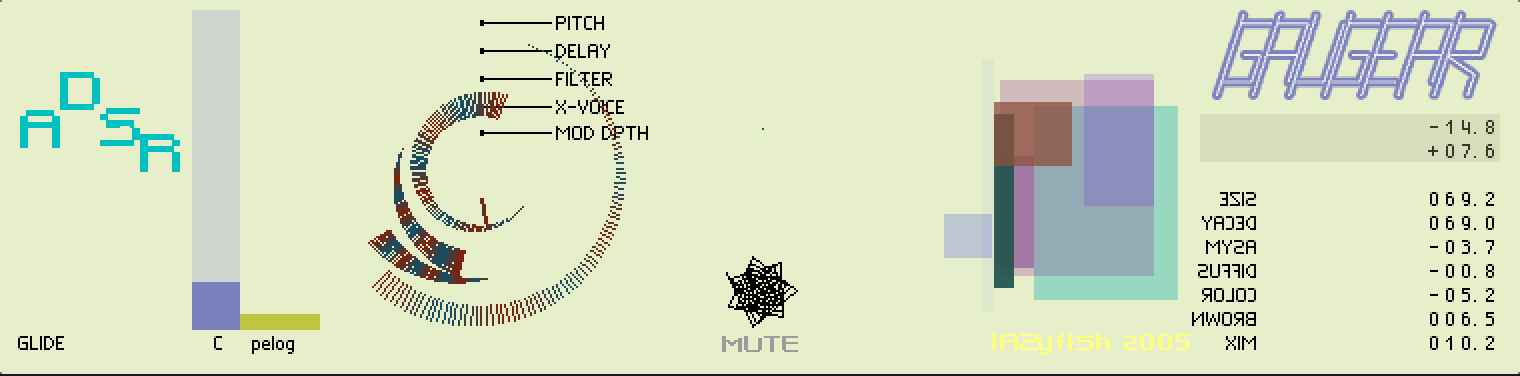 ADSR
GLIDE
C pelog
PITCH
DELAY
FILTER
X-VOICE
MOD DPTH
MUTE
lAZyfISh 2005
GAUGEAR
-14.8
+07.6
SIZE 069.2
DECAY 069.0
ASYM -03.7
DIFFUS -00.8
COLOR -05.2
BROWN 006.5
MIX 010.2